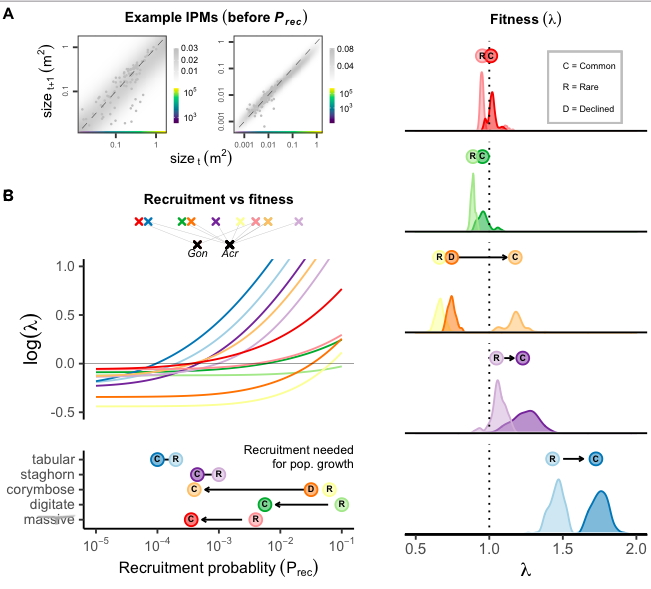 A
Example IPMs (before P_rec)
size t+1 (m²)
1
0.1
0.1
1
0.03
0.02
0.01
10⁵
10³
1
0.1
0.01
0.001
0.001
0.01
0.1
1
0.08
0.04
10⁵
10³
size t (m²)
B
Recruitment vs fitness
Gon
Acr
log(λ)
1.0
0.5
0.0
-0.5
Recruitment needed
for pop. growth
tabular C R
staghorn C R
corymbose C D R
digitate C R
massive C R
10⁻⁵ 10⁻⁴ 10⁻³ 10⁻² 10⁻¹
Recruitment probablity (P_rec)
Fitness (λ)
C = Common
R = Rare
D = Declined
R C
R C
R D C
R C
R C
0.5 1.0 1.5 2.0
λ